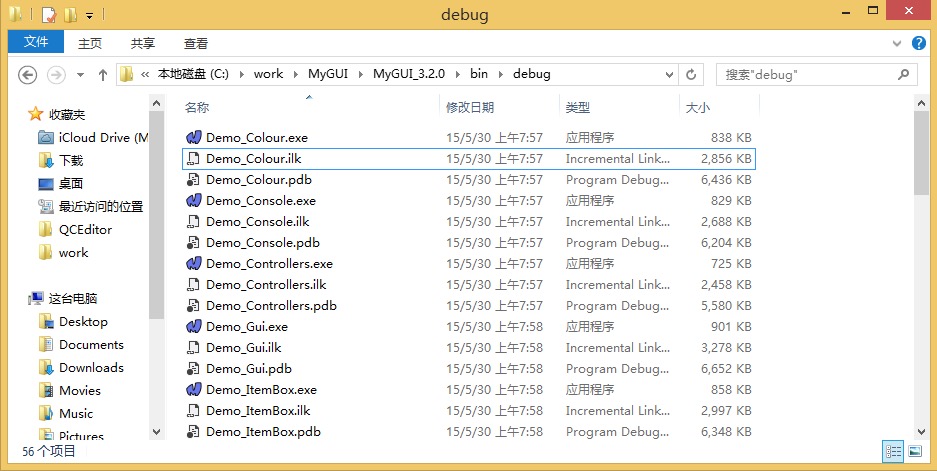 debug
文件 主页 共享 查看
« 本地磁盘 (C:) work MyGUI MyGUI_3.2.0 bin debug 搜索"debug"
收藏夹
iCloud Drive (M
下载
桌面
最近访问的位置
QCEditor
work
这台电脑
Desktop
Documents
Downloads
Movies
Music
Pictures
名称 修改日期 类型 大小
Demo_Colour.exe 15/5/30 上午7:57 应用程序 838 KB
Demo_Colour.ilk 15/5/30 上午7:57 Incremental Link... 2,856 KB
Demo_Colour.pdb 15/5/30 上午7:57 Program Debug... 6,436 KB
Demo_Console.exe 15/5/30 上午7:57 应用程序 829 KB
Demo_Console.ilk 15/5/30 上午7:57 Incremental Link... 2,688 KB
Demo_Console.pdb 15/5/30 上午7:57 Program Debug... 6,204 KB
Demo_Controllers.exe 15/5/30 上午7:57 应用程序 725 KB
Demo_Controllers.ilk 15/5/30 上午7:57 Incremental Link... 2,458 KB
Demo_Controllers.pdb 15/5/30 上午7:57 Program Debug... 5,580 KB
Demo_Gui.exe 15/5/30 上午7:58 应用程序 901 KB
Demo_Gui.ilk 15/5/30 上午7:58 Incremental Link... 3,278 KB
Demo_Gui.pdb 15/5/30 上午7:58 Program Debug... 6,652 KB
Demo_ItemBox.exe 15/5/30 上午7:58 应用程序 858 KB
Demo_ItemBox.ilk 15/5/30 上午7:58 Incremental Link... 2,997 KB
Demo_ItemBox.pdb 15/5/30 上午7:58 Program Debug... 6,348 KB
56 个项目